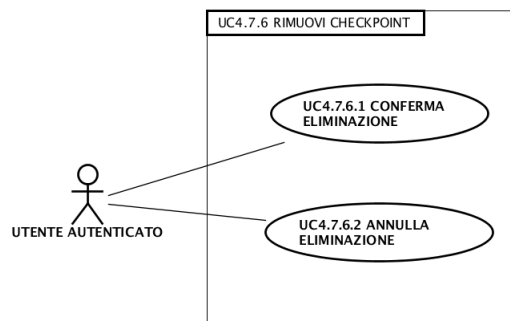 UC4.7.6 RIMUOVI CHECKPOINT
UC4.7.6.1 CONFERMA
ELIMINAZIONE
UTENTE AUTENTICATO
UC4.7.6.2 ANNULLA
ELIMINAZIONE